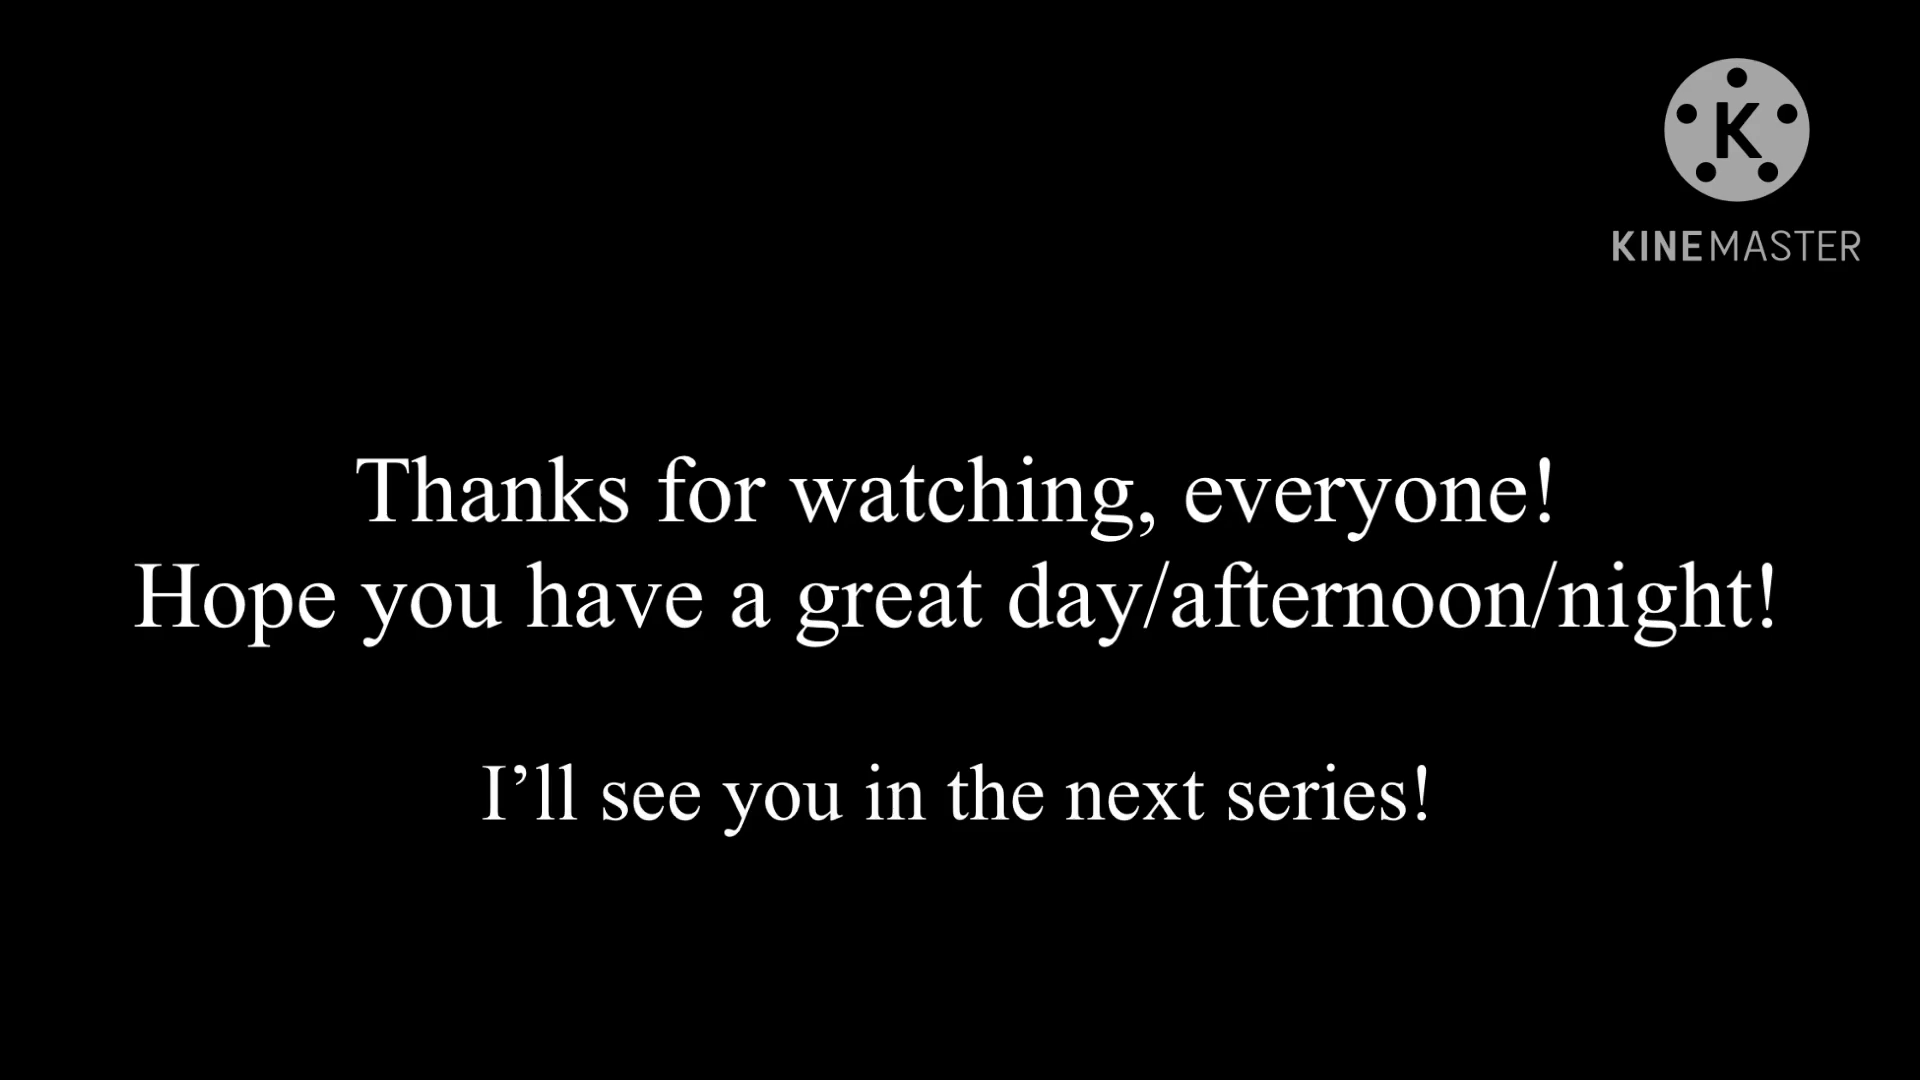 K
KINEMASTER
Thanks for watching, everyone!
Hope you have a great day/afternoon/night!
I’ll see you in the next series!